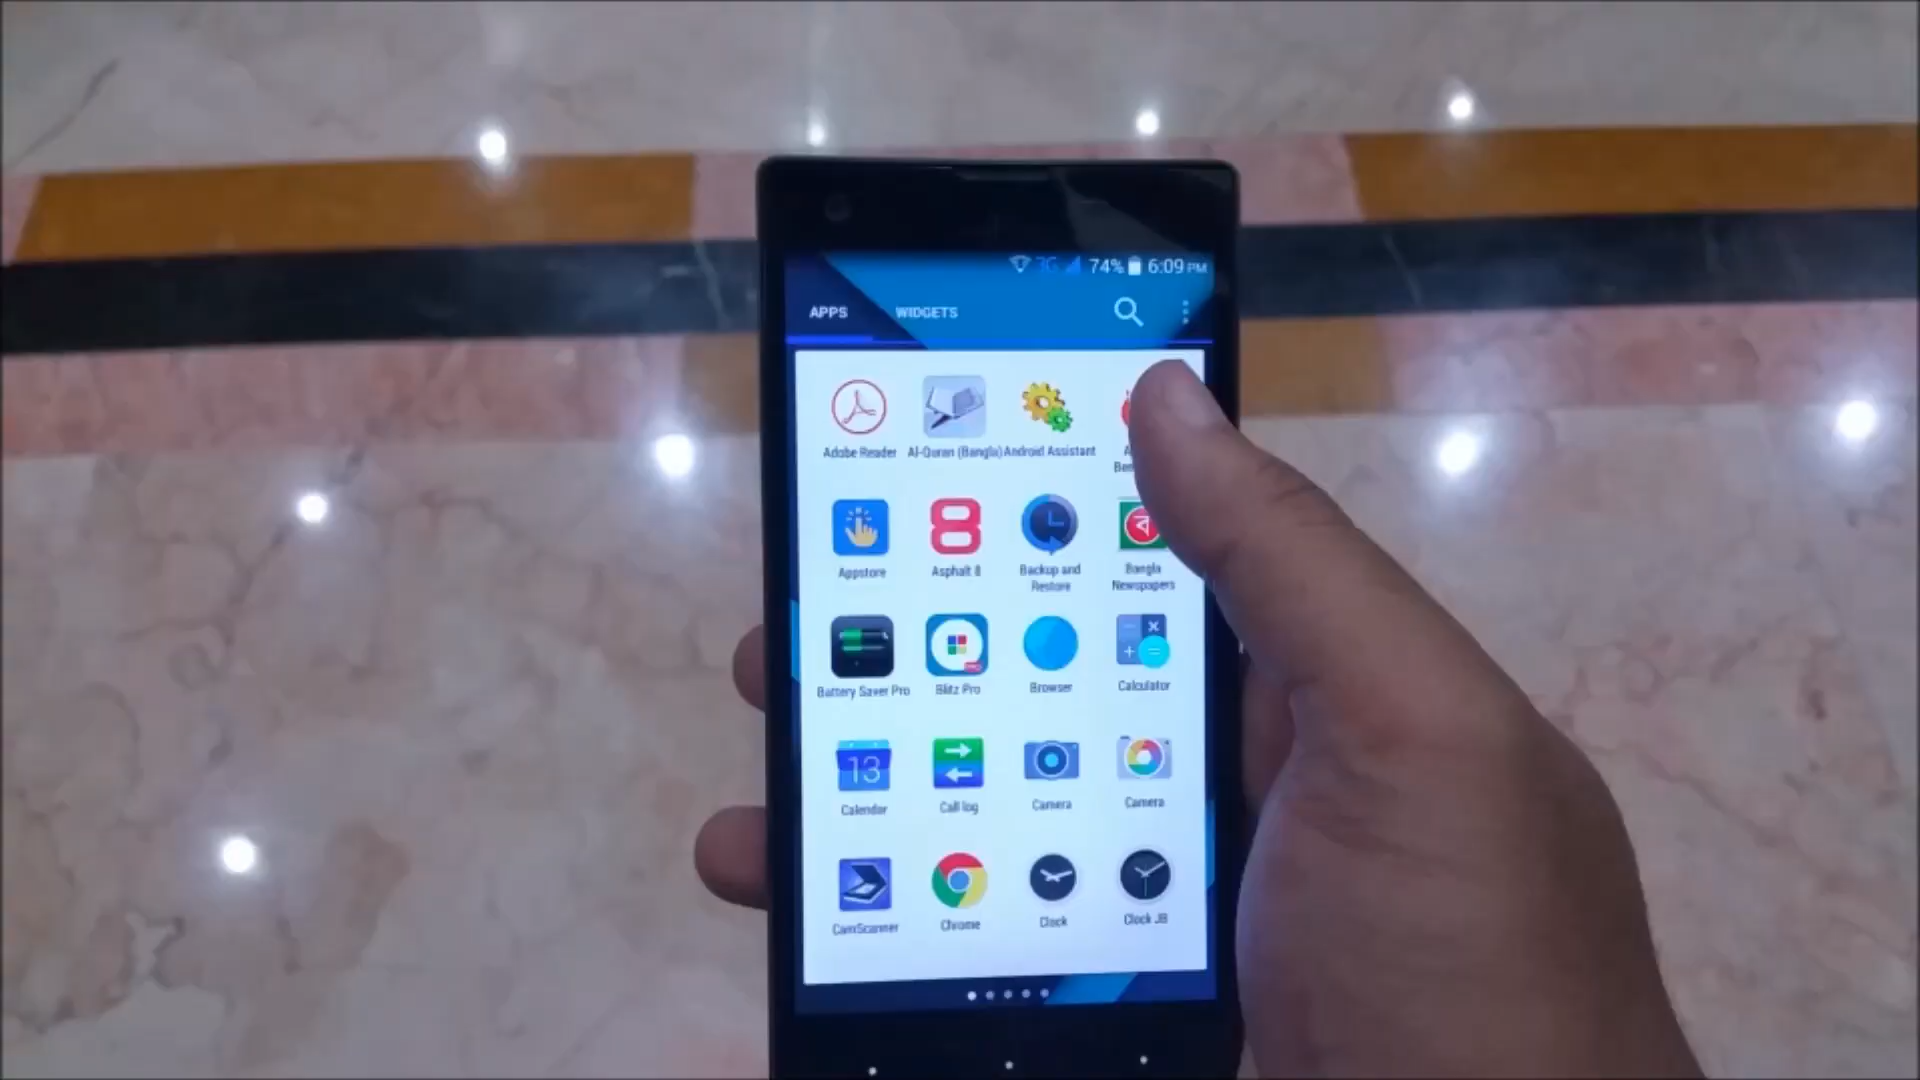 3G 74% 6:09 PM
APPS WIDGETS
Adobe Reader Al-Quran (Bangla) Android Assistant
Appstore Asphalt 8 Backup and Restore Bangla Newspapers
ব
Battery Saver Pro Blitz Pro Browser Calculator
13
Calendar Call log Camera Camera
CamScanner Chrome Clock Clock JB